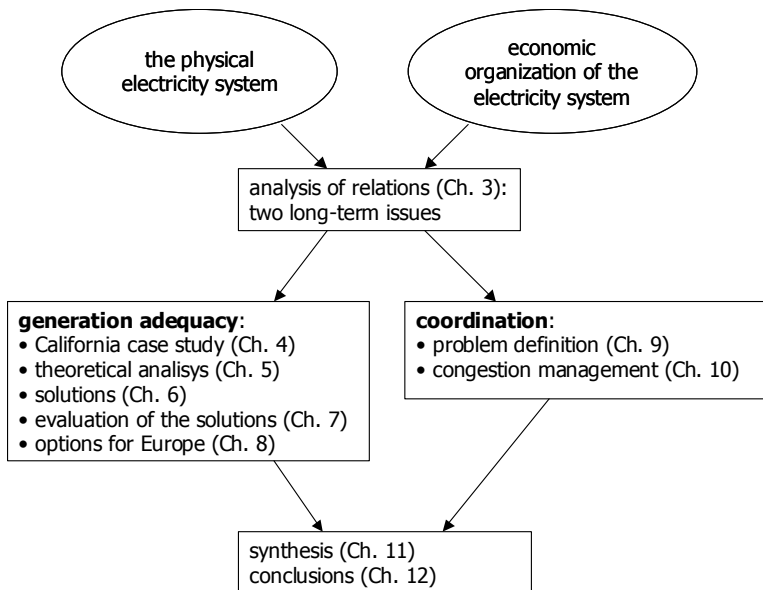 the physical
electricity system
economic
organization of the
electricity system
analysis of relations (Ch. 3):
two long-term issues
generation adequacy:
• California case study (Ch. 4)
• theoretical analisys (Ch. 5)
• solutions (Ch. 6)
• evaluation of the solutions (Ch. 7)
• options for Europe (Ch. 8)
coordination:
• problem definition (Ch. 9)
• congestion management (Ch. 10)
synthesis (Ch. 11)
conclusions (Ch. 12)